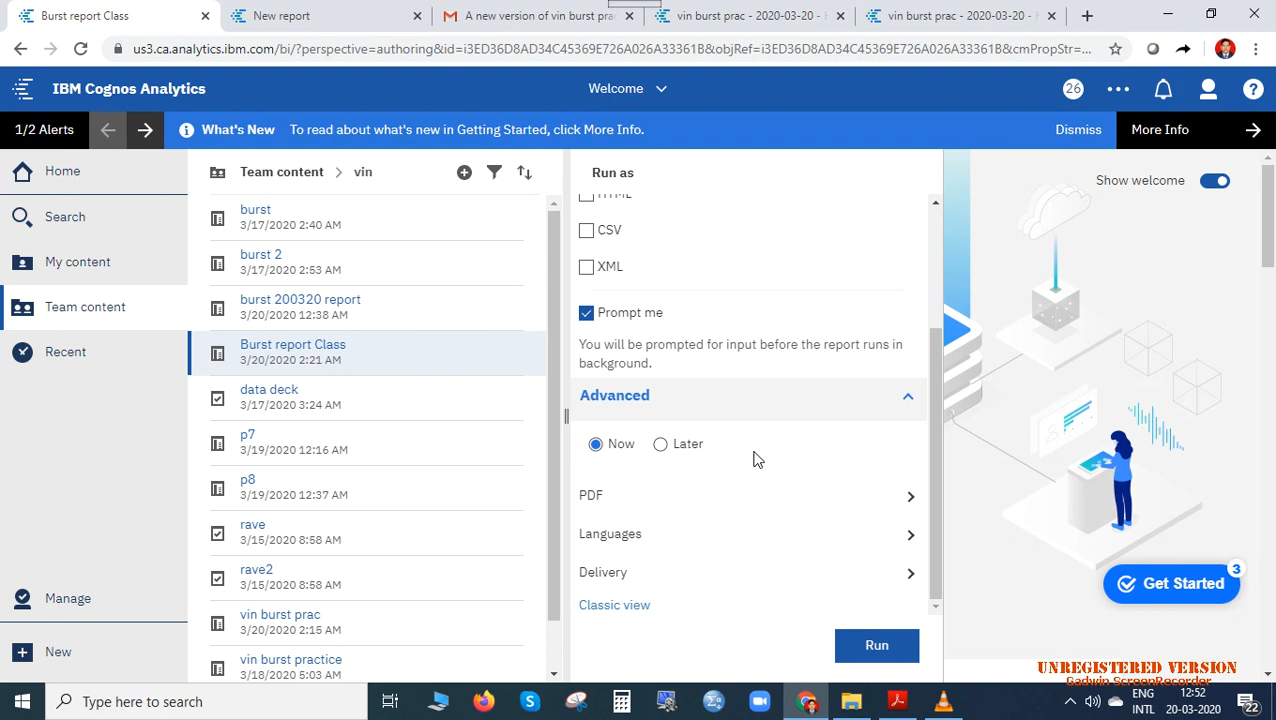 Burst report Class
New report
A new version of vin burst pra
vin burst prac - 2020-03-20 -
vin burst prac - 2020-03-20 -
us3.ca.analytics.ibm.com/bi/?perspective=authoring&id=i3ED36D8AD34C45369E726A026A33361B&objRef=i3ED36D8AD34C45369E726A026A33361B&cmPropStr=...
IBM Cognos Analytics
Welcome
26
1/2 Alerts
What's New To read about what's new in Getting Started, click More Info.
Dismiss
More Info
Home
Search
My content
Team content
Recent
Manage
New
Team content > vin
burst
3/17/2020 2:40 AM
burst 2
3/17/2020 2:53 AM
burst 200320 report
3/20/2020 12:38 AM
Burst report Class
3/20/2020 2:21 AM
data deck
3/17/2020 3:24 AM
p7
3/19/2020 12:16 AM
p8
3/19/2020 12:37 AM
rave
3/15/2020 8:58 AM
rave2
3/15/2020 8:58 AM
vin burst prac
3/20/2020 2:15 AM
vin burst practice
3/18/2020 5:03 AM
Run as
HTML
CSV
XML
Prompt me
You will be prompted for input before the report runs in
background.
Advanced
Now
Later
PDF
Languages
Delivery
Classic view
Run
Show welcome
Get Started
3
UNREGISTERED VERSION
Gadwin ScreenRecorder
Type here to search
ENG
INTL
12:52
20-03-2020
22